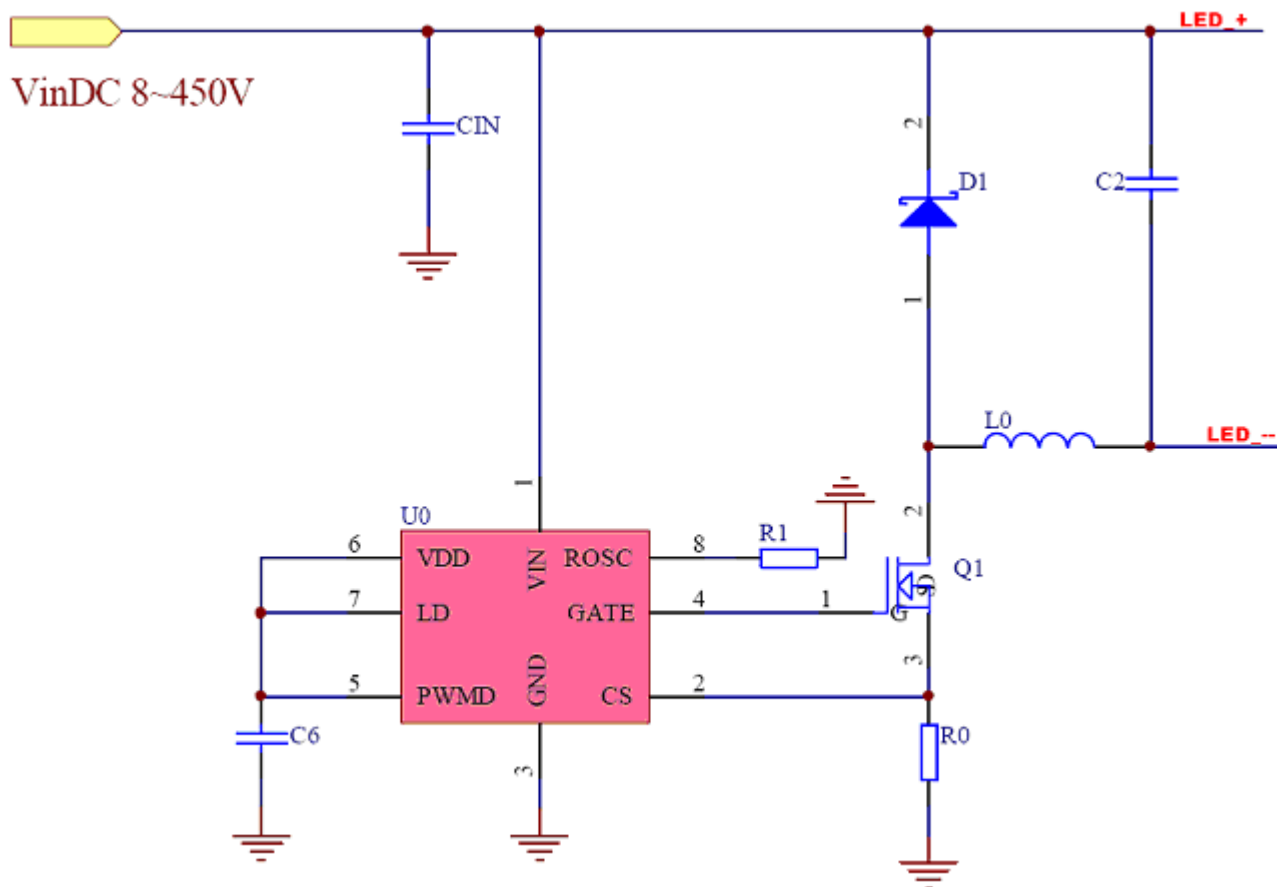 LED_+
VinDC 8~450V
CIN
2
D1
C2
1
L0
LED_--
1
2
U0
R1
6
VDD
VIN
ROSC
8
Q1
7
LD
GATE
4
1
G
3
5
PWMD
GND
CS
2
C6
R0
3